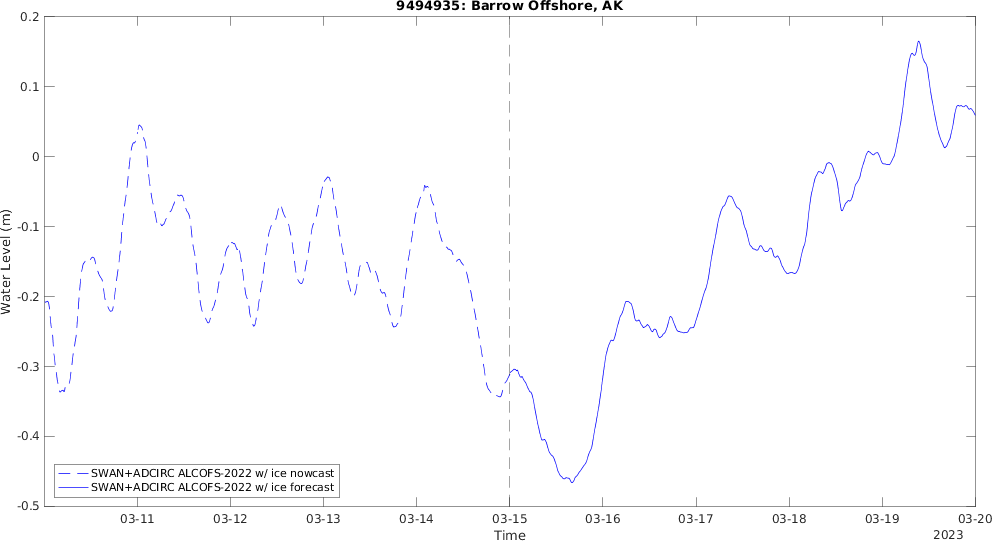 9494935: Barrow Offshore, AK
0.2
0.1
0
-0.1
-0.2
-0.3
-0.4
-0.5
Water Level (m)
SWAN+ADCIRC ALCOFS-2022 w/ ice nowcast
SWAN+ADCIRC ALCOFS-2022 w/ ice forecast
03-11 03-12 03-13 03-14 03-15 03-16 03-17 03-18 03-19 03-20
Time
2023